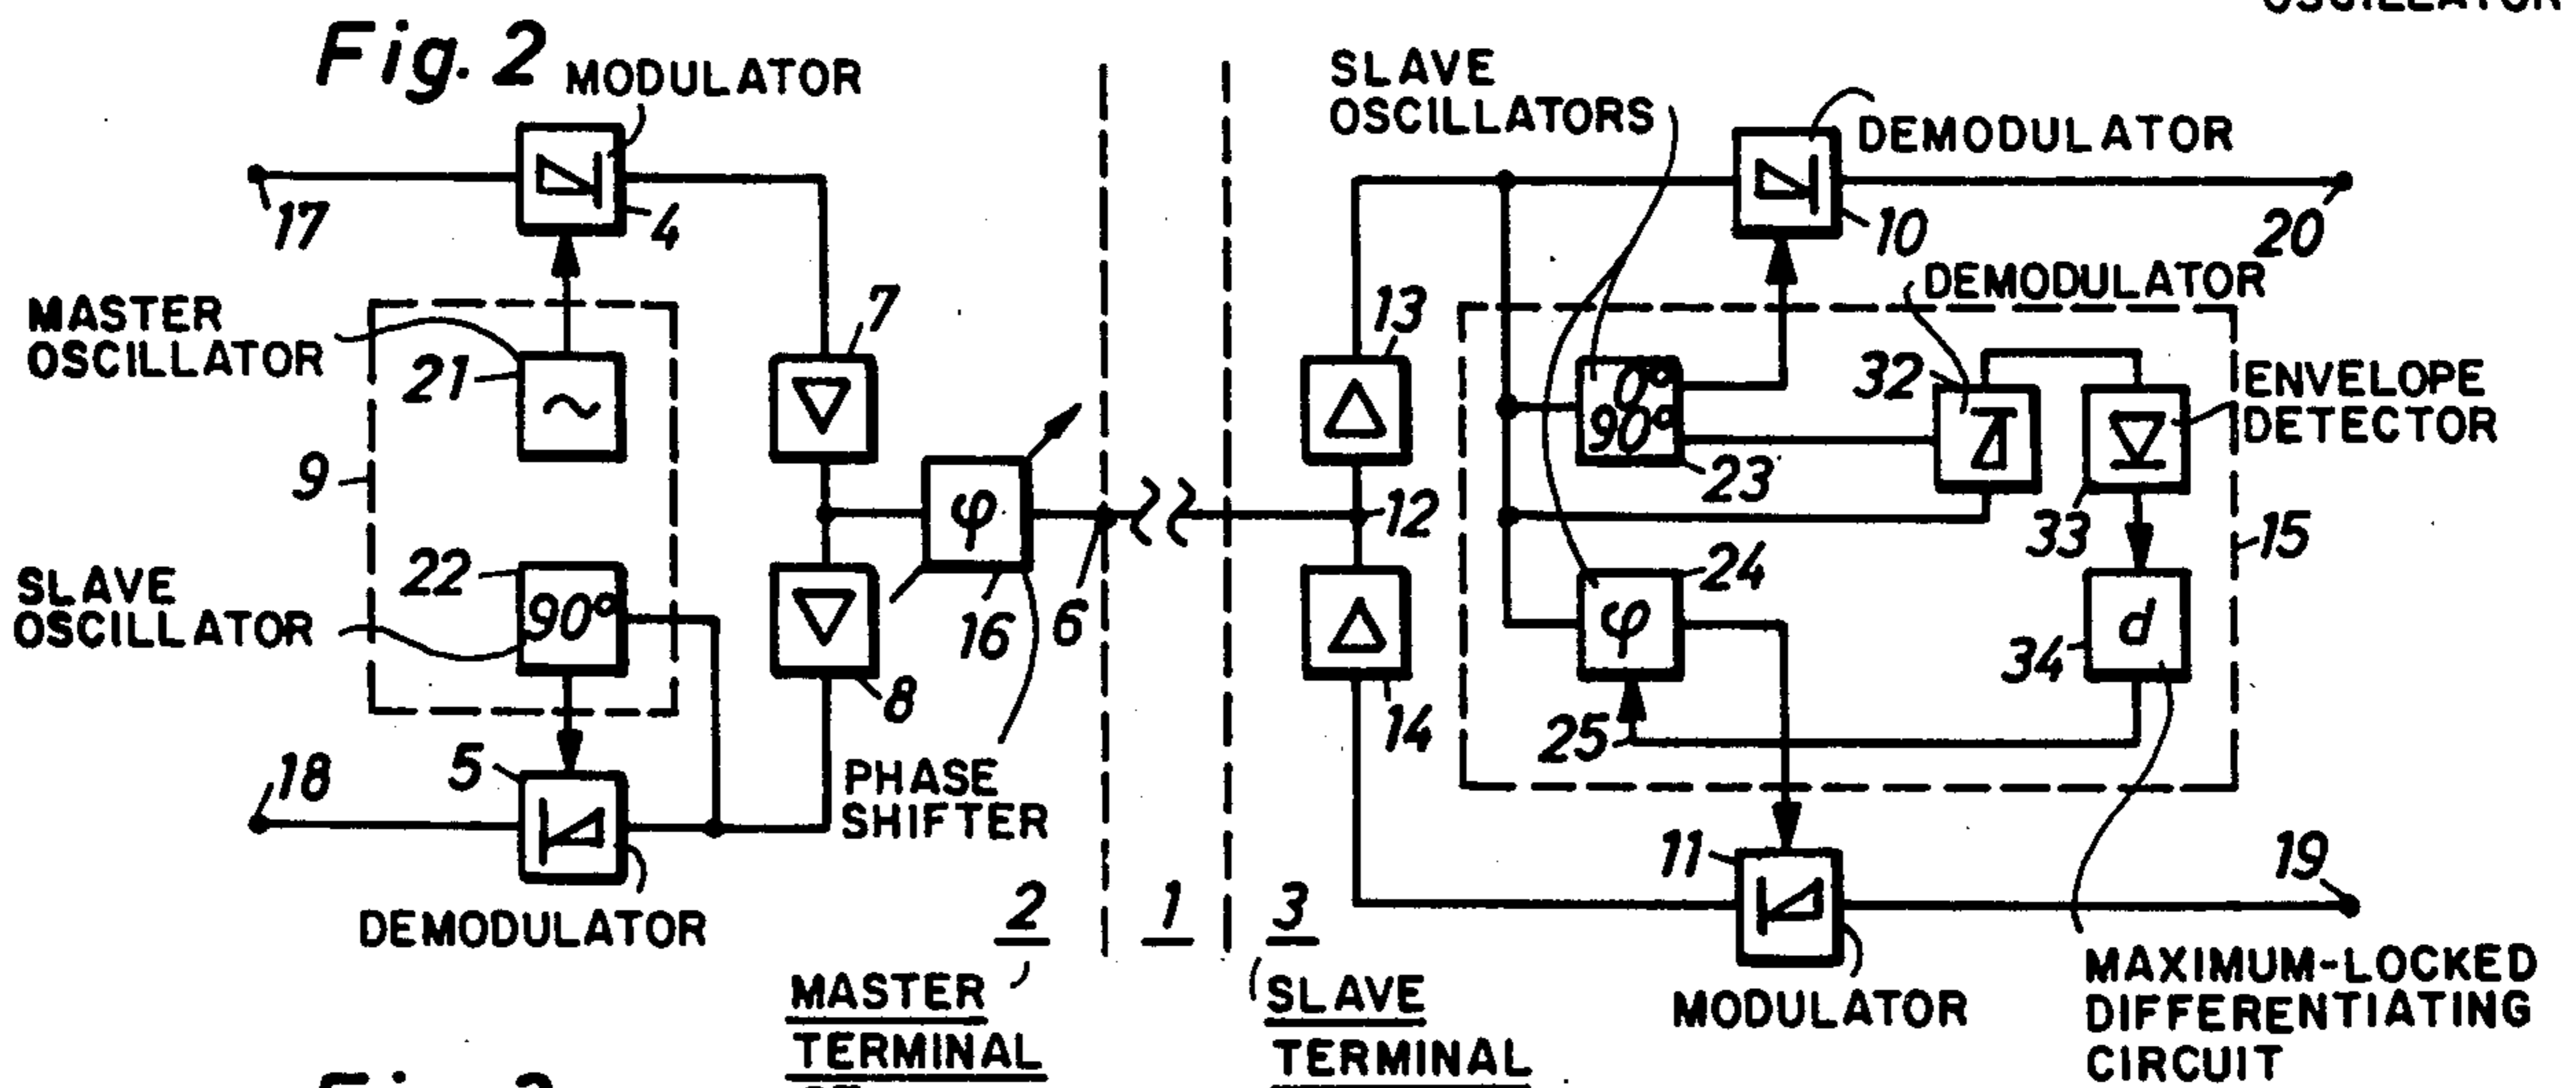 OSCILLATOR
Fig. 2
MODULATOR
SLAVE
OSCILLATORS
DEMODULATOR
17
4
10
20
DEMODULATOR
MASTER
OSCILLATOR
21
~
7
13
0°
90°
23
32
ENVELOPE
DETECTOR
33
9
φ
16
6
12
15
SLAVE
OSCILLATOR
22
90°
8
14
24
φ
25
34
d
18
5
PHASE
SHIFTER
11
19
DEMODULATOR
2
1
3
MODULATOR
MASTER
TERMINAL
SLAVE
TERMINAL
MAXIMUM-LOCKED
DIFFERENTIATING
CIRCUIT